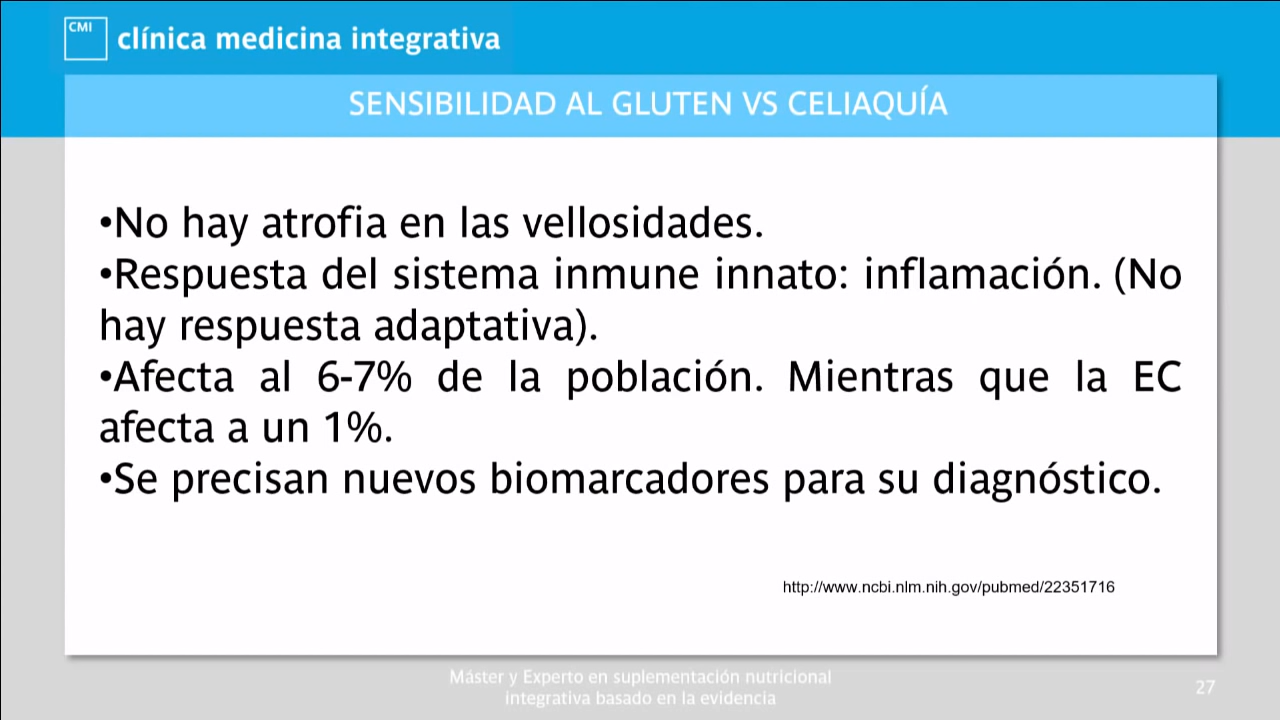 CMI
clínica medicina integrativa
SENSIBILIDAD AL GLUTEN VS CELIAQUÍA
•No hay atrofia en las vellosidades.
•Respuesta del sistema inmune innato: inflamación. (No
hay respuesta adaptativa).
•Afecta al 6-7% de la población. Mientras que la EC
afecta a un 1%.
•Se precisan nuevos biomarcadores para su diagnóstico.
http://www.ncbi.nlm.nih.gov/pubmed/22351716
Máster y Experto en suplementación nutricional
integrativa basado en la evidencia
27